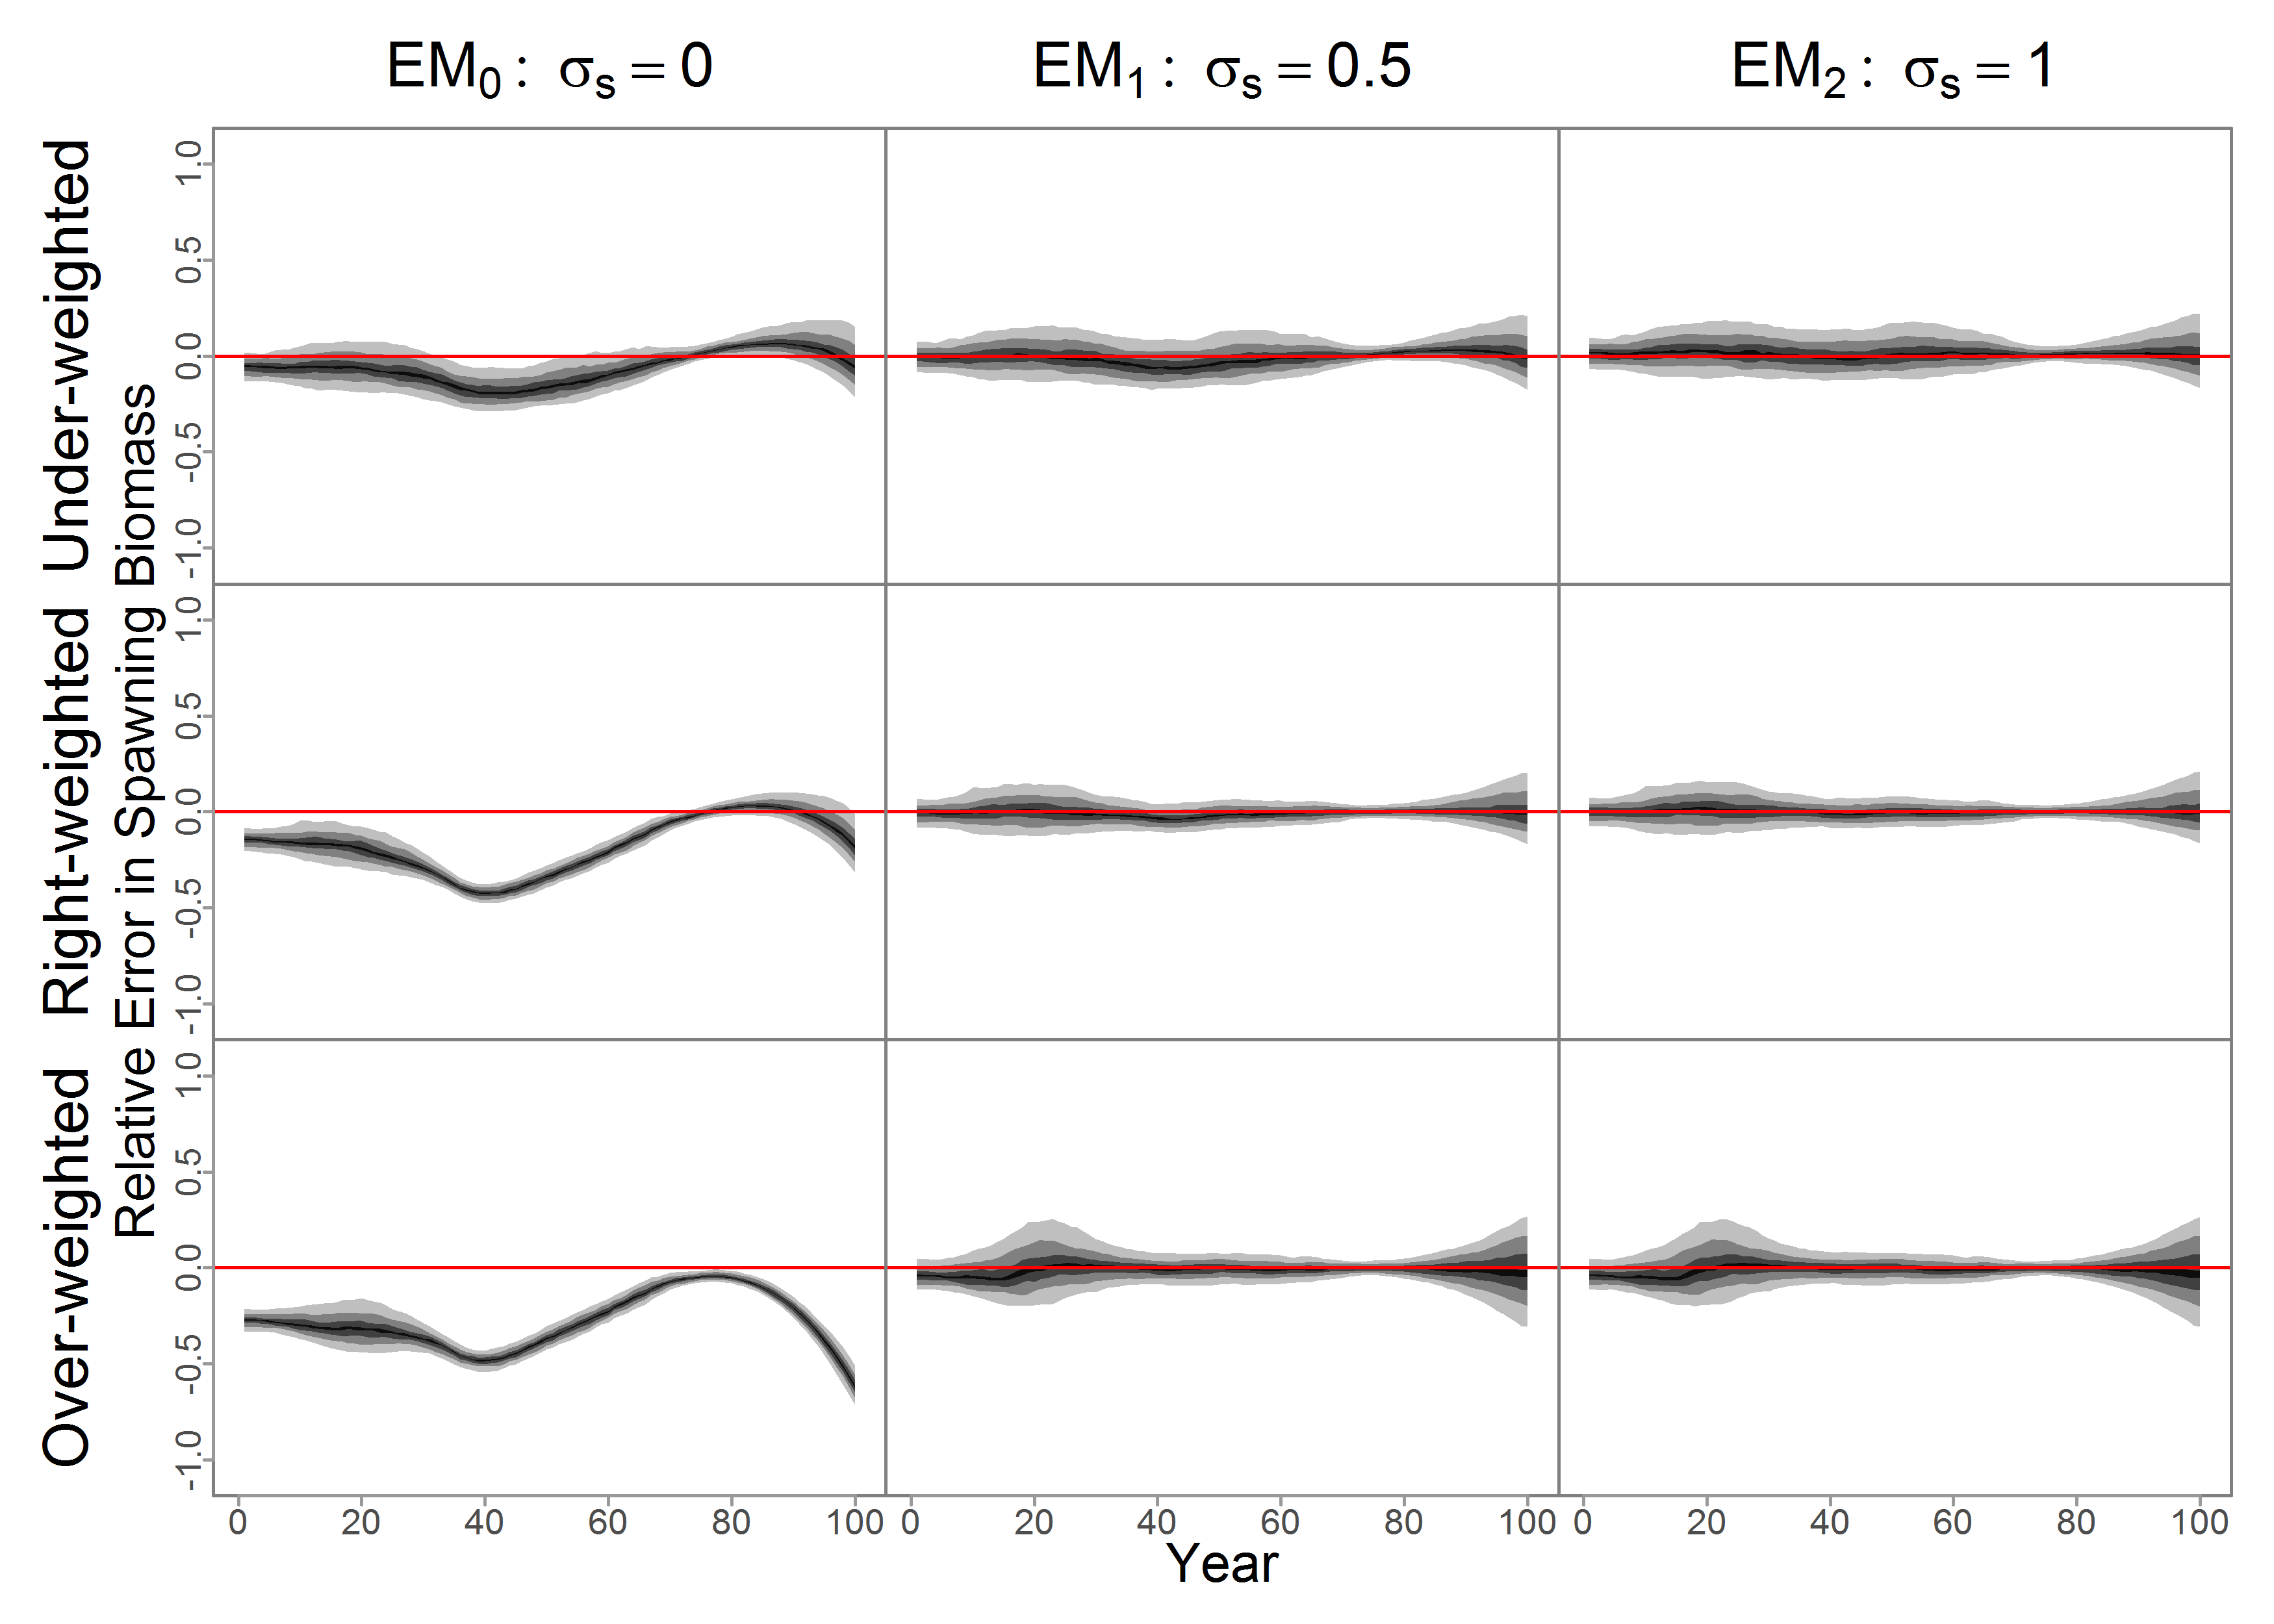 EM₀ : σₛ = 0
EM₁ : σₛ = 0.5
EM₂ : σₛ = 1
Under-weighted
Right-weighted
Over-weighted
Relative Error in Spawning Biomass
1.0
0.5
0.0
-0.5
-1.0
1.0
0.5
0.0
-0.5
-1.0
1.0
0.5
0.0
-0.5
-1.0
0 20 40 60 80 100 0 20 40 60 80 100 0 20 40 60 80 100
Year